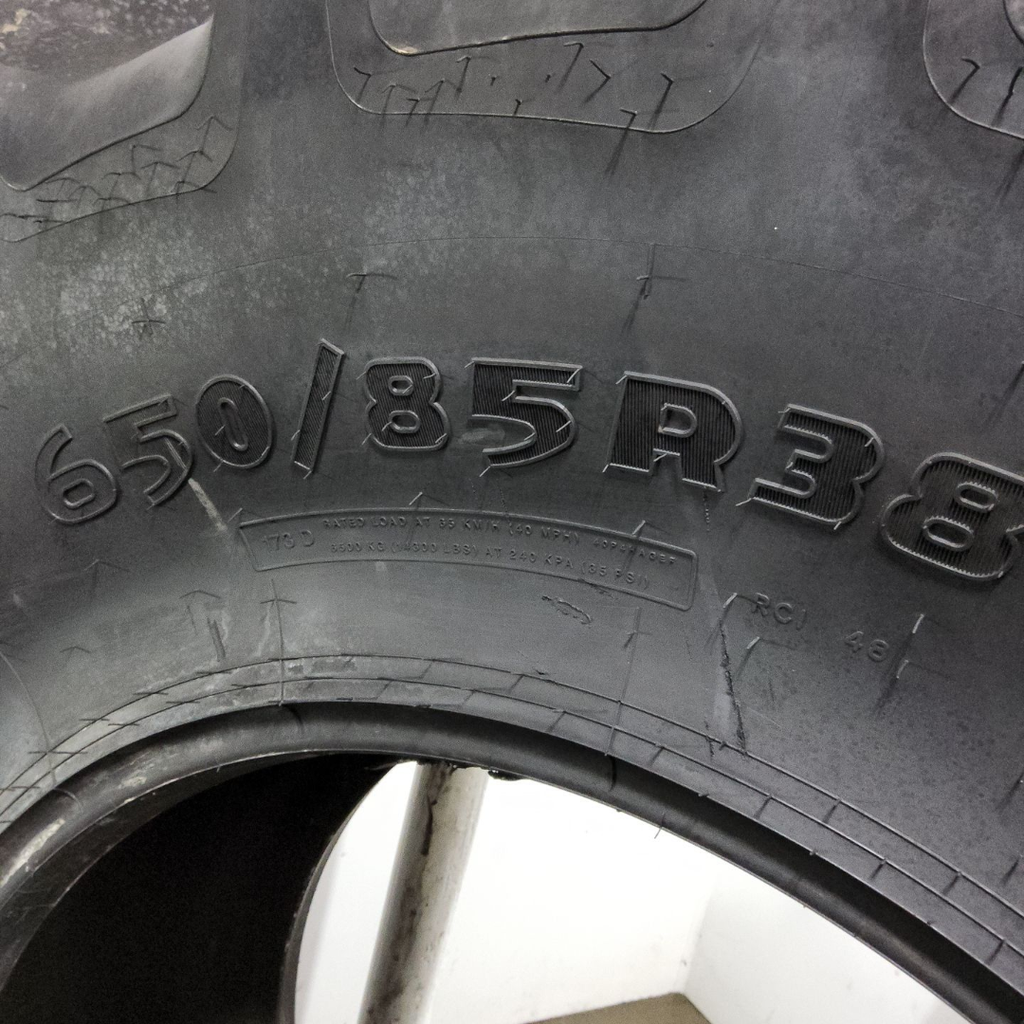 650/85R38
173 D
RATED LOAD AT 65 KM/H (40 MPH)
6500 KG (14300 LBS) AT 240 KPA (35 PSI)
RCI 48